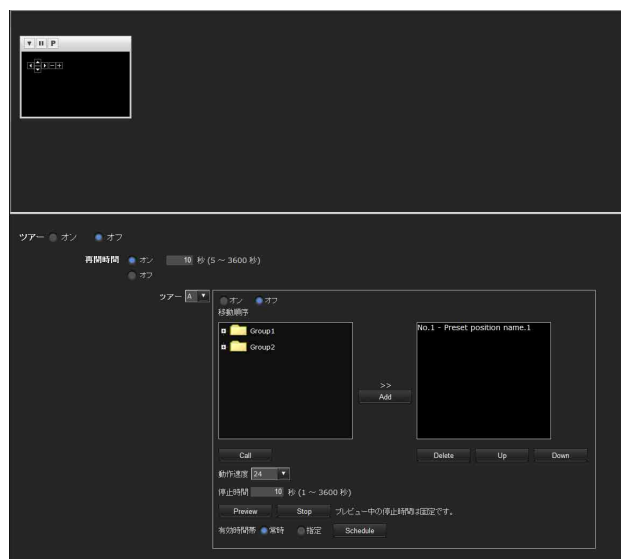 P
ツアー オン オフ
再開時間 オン 10 秒 (5 ～ 3600 秒)
オフ
ツアー A
オン オフ
移動順序
Group1
Group2
>>
Add
No.1 - Preset position name.1
Call
Delete Up Down
動作速度 24
停止時間 10 秒 (1 ～ 3600 秒)
Preview Stop プレビュー中の停止時間は固定です。
有効時間帯 常時 指定 Schedule